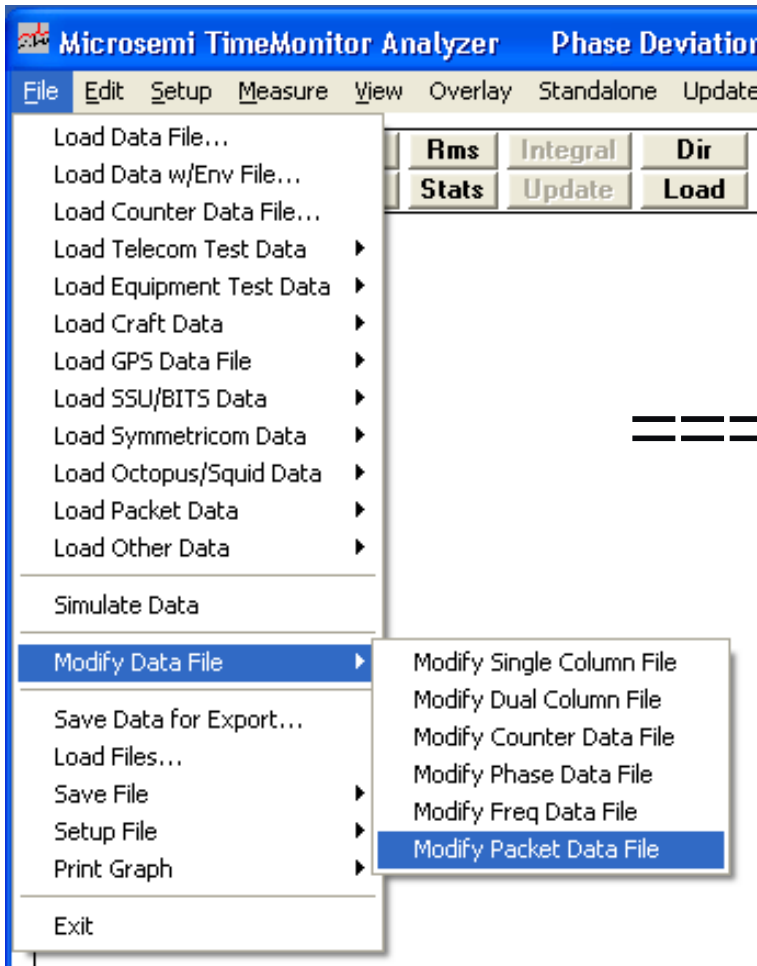 Microsemi TimeMonitor Analyzer Phase Deviation
File Edit Setup Measure View Overlay Standalone Update
Rms Integral Dir
Stats Update Load
Load Data File...
Load Data w/Env File...
Load Counter Data File...
Load Telecom Test Data
Load Equipment Test Data
Load Craft Data
Load GPS Data File
Load SSU/BITS Data
Load Symmetricom Data
===
Load Octopus/Squid Data
Load Packet Data
Load Other Data
Simulate Data
Modify Data File
Modify Single Column File
Modify Dual Column File
Modify Counter Data File
Modify Phase Data File
Modify Freq Data File
Modify Packet Data File
Save Data for Export...
Load Files...
Save File
Setup File
Print Graph
Exit